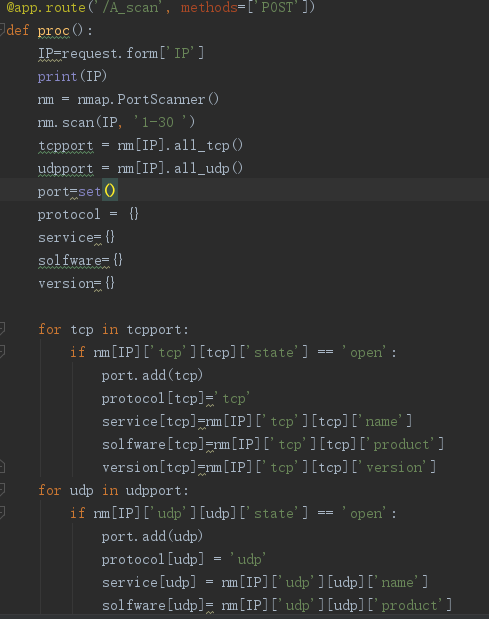 @app.route('/A_scan', methods=['POST'])
def proc():
    IP=request.form['IP']
    print(IP)
    nm = nmap.PortScanner()
    nm.scan(IP, '1-30 ')
    tcpport = nm[IP].all_tcp()
    udpport = nm[IP].all_udp()
    port=set()
    protocol = {}
    service={}
    solfware={}
    version={}
    for tcp in tcpport:
        if nm[IP]['tcp'][tcp]['state'] == 'open':
            port.add(tcp)
            protocol[tcp]='tcp'
            service[tcp]=nm[IP]['tcp'][tcp]['name']
            solfware[tcp]=nm[IP]['tcp'][tcp]['product']
            version[tcp]=nm[IP]['tcp'][tcp]['version']
    for udp in udpport:
        if nm[IP]['udp'][udp]['state'] == 'open':
            port.add(udp)
            protocol[udp] = 'udp'
            service[udp] = nm[IP]['udp'][udp]['name']
            solfware[udp]= nm[IP]['udp'][udp]['product']